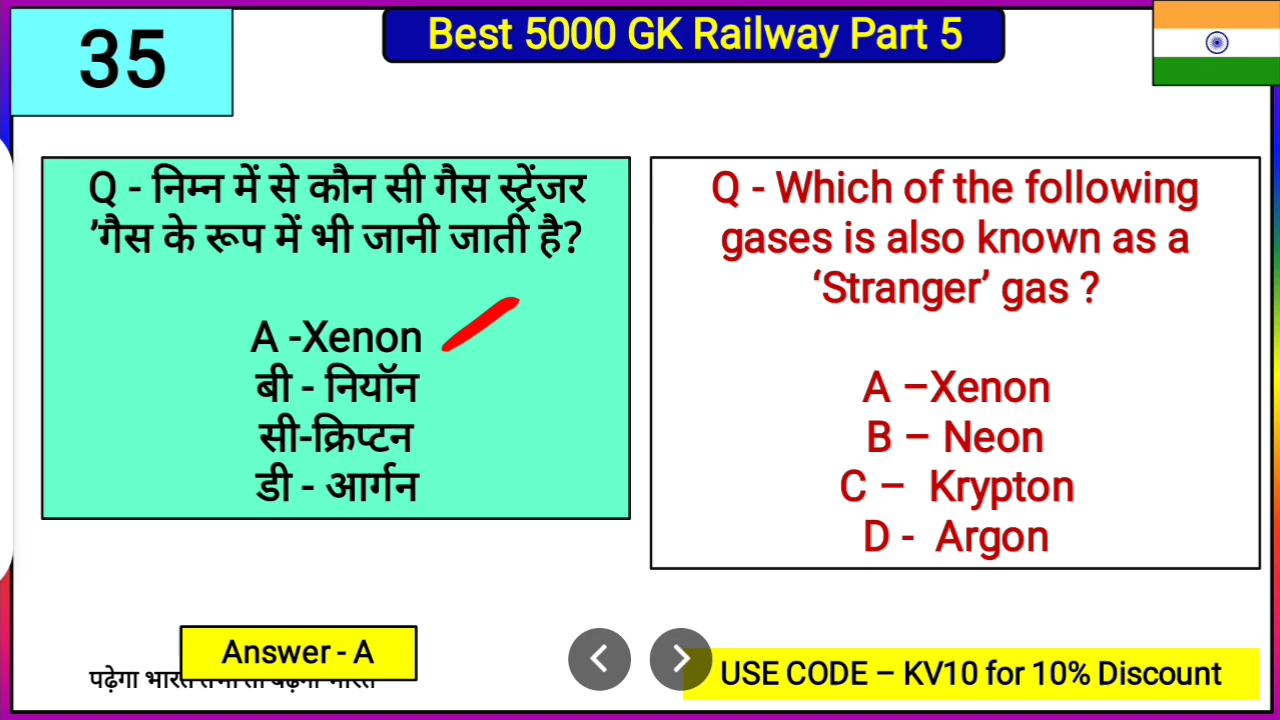 35
Best 5000 GK Railway Part 5
Q - निम्न में से कौन सी गैस स्ट्रेंजर
’गैस के रूप में भी जानी जाती है?
A -Xenon
बी - नियॉन
सी-क्रिप्टन
डी - आर्गन
Q - Which of the following
gases is also known as a
‘Stranger’ gas ?
A –Xenon
B – Neon
C – Krypton
D - Argon
Answer - A
पढ़ेगा भारत
USE CODE – KV10 for 10% Discount